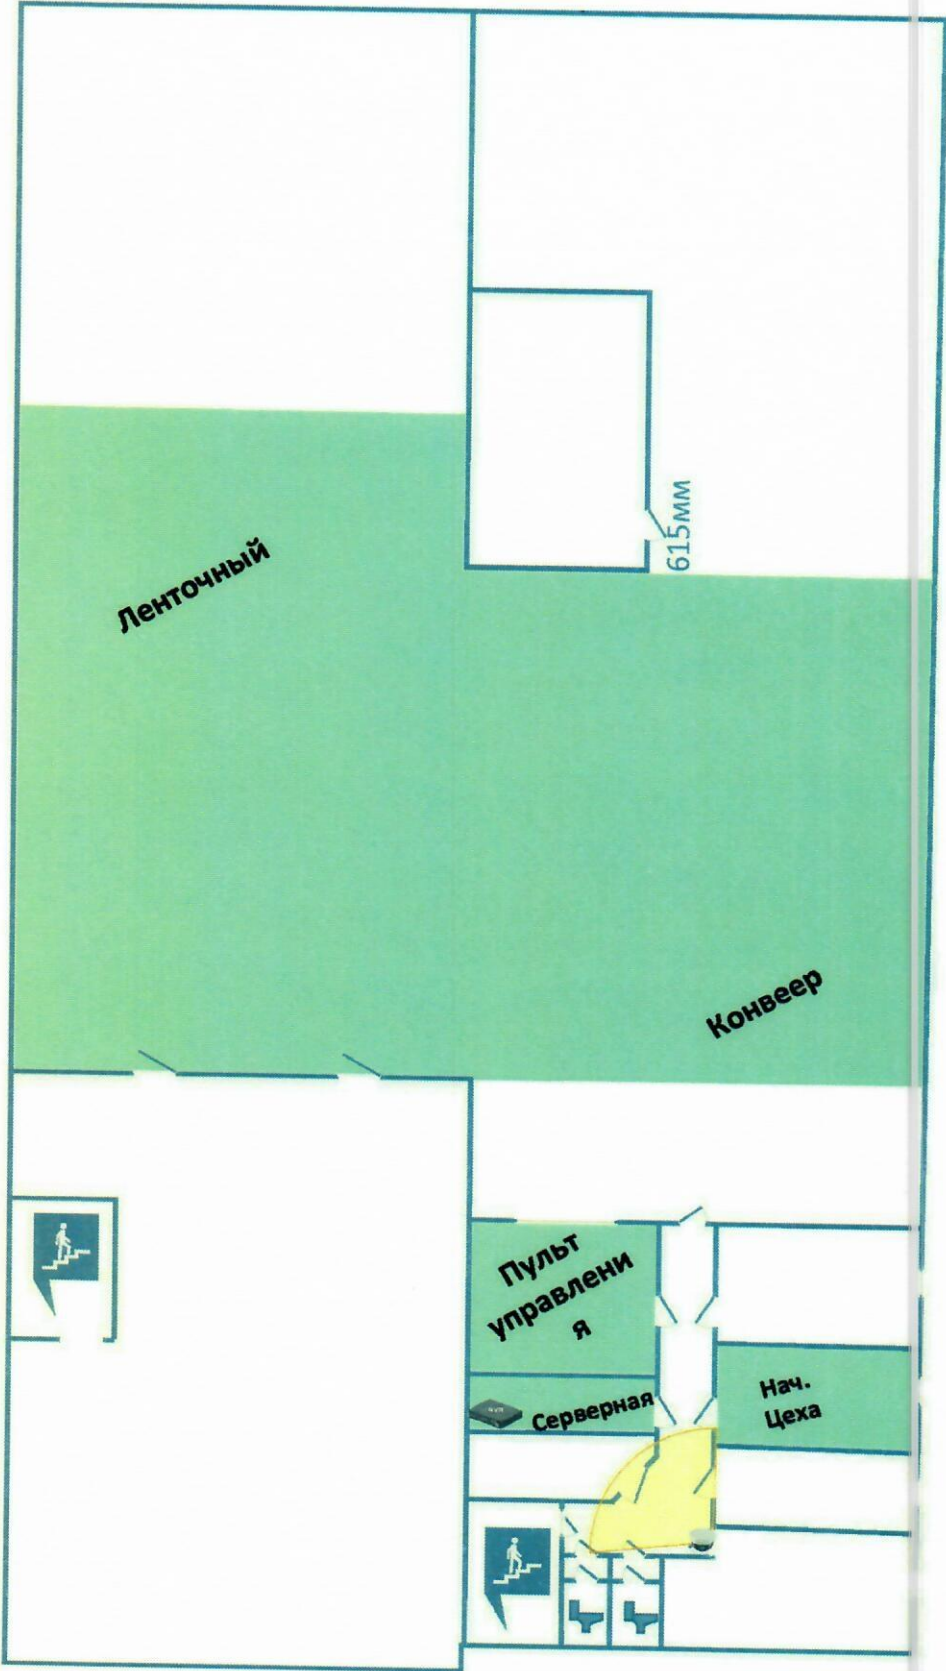 Ленточный
615мм
Конвеер
Пульт
управлени
я
Серверная
Нач.
Цеха